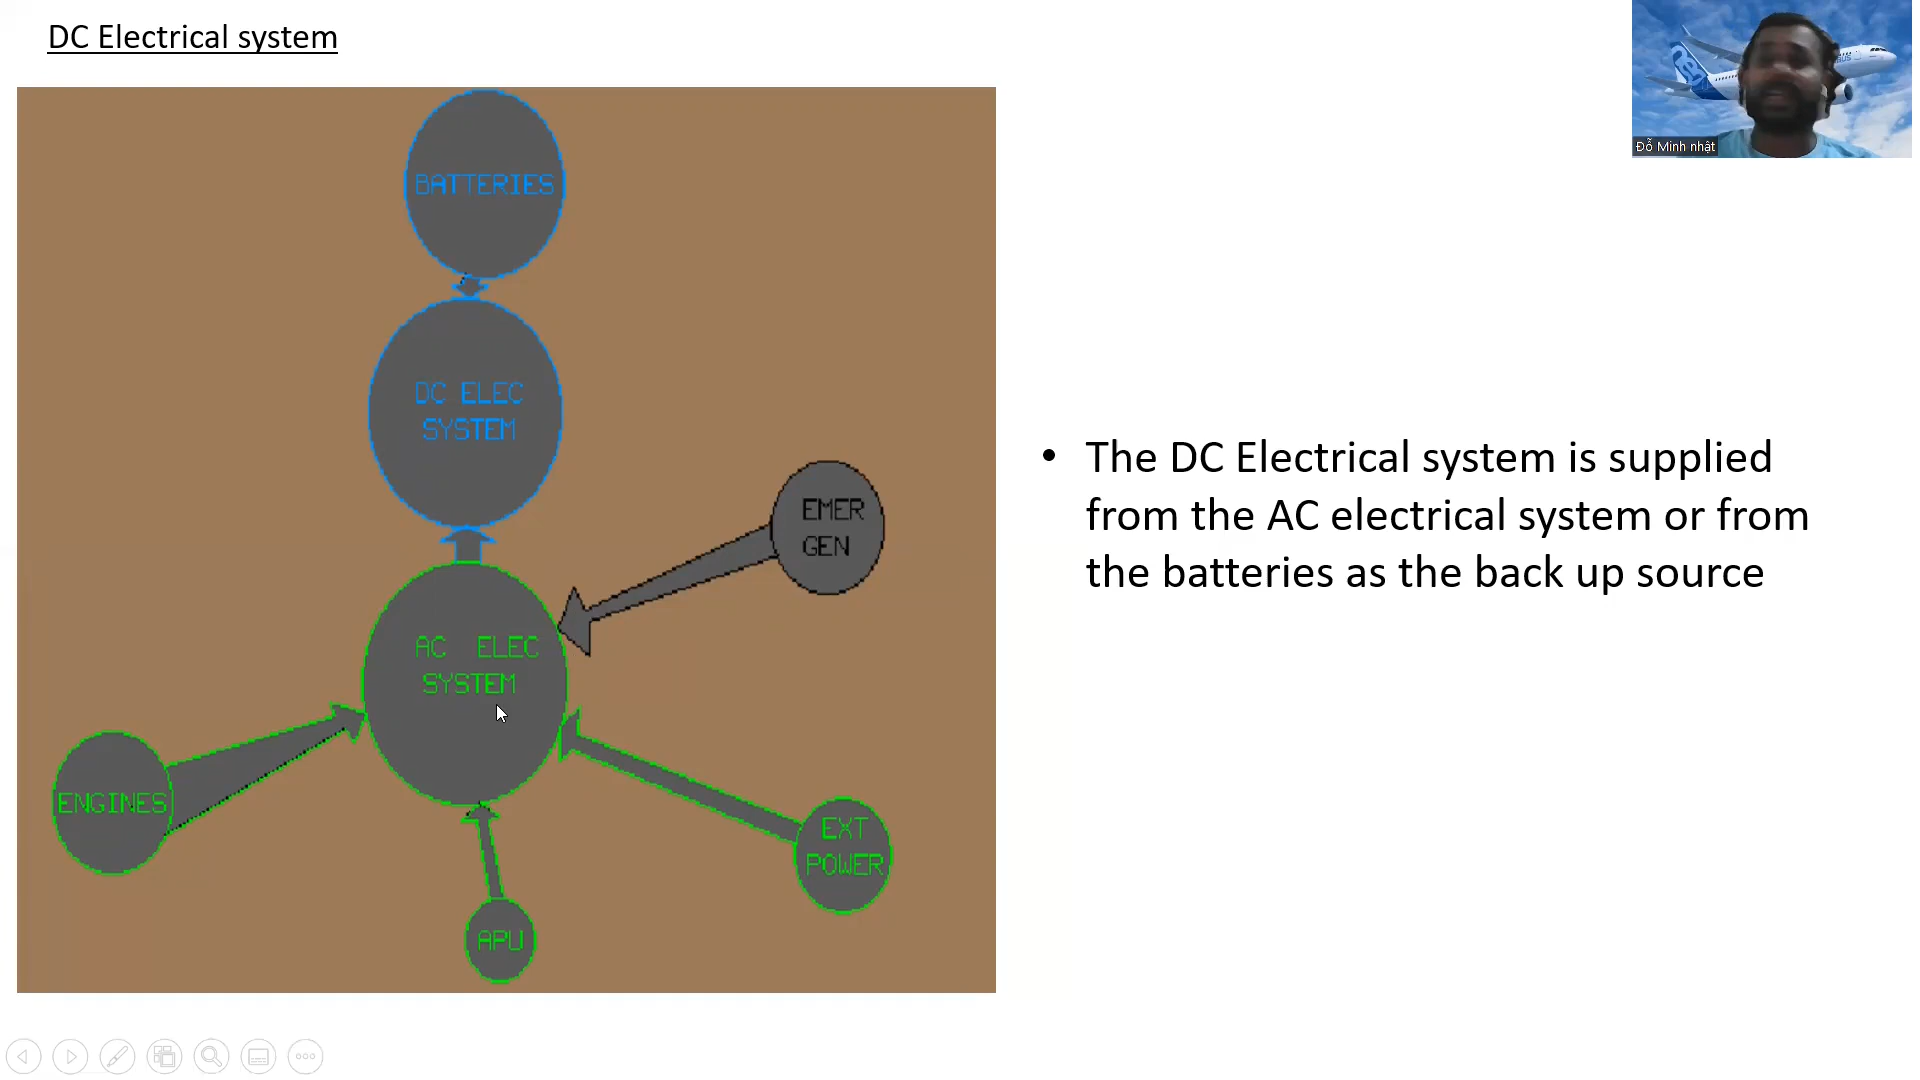 DC Electrical system
BATTERIES
DC ELEC
SYSTEM
EMER
GEN
AC ELEC
SYSTEM
ENGINES
EXT
POWER
APU
• The DC Electrical system is supplied
from the AC electrical system or from
the batteries as the back up source
Đỗ Minh nhật